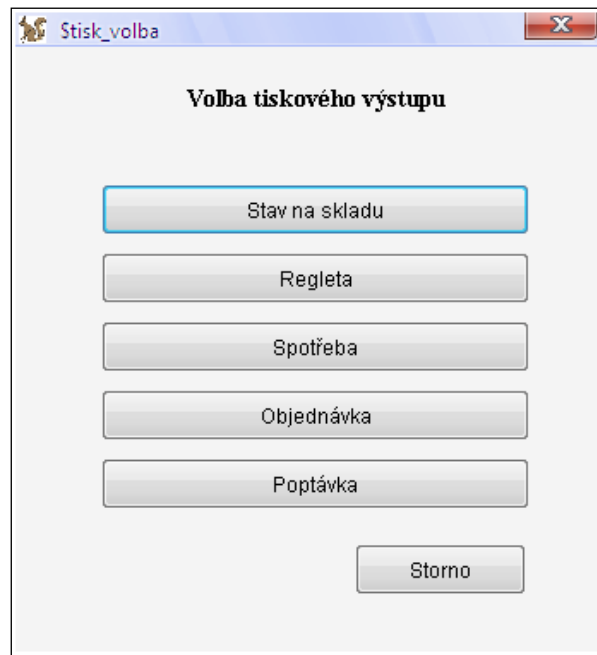 Stisk_volba
Volba tiskového výstupu
Stav na skladu
Regleta
Spotřeba
Objednávka
Poptávka
Storno